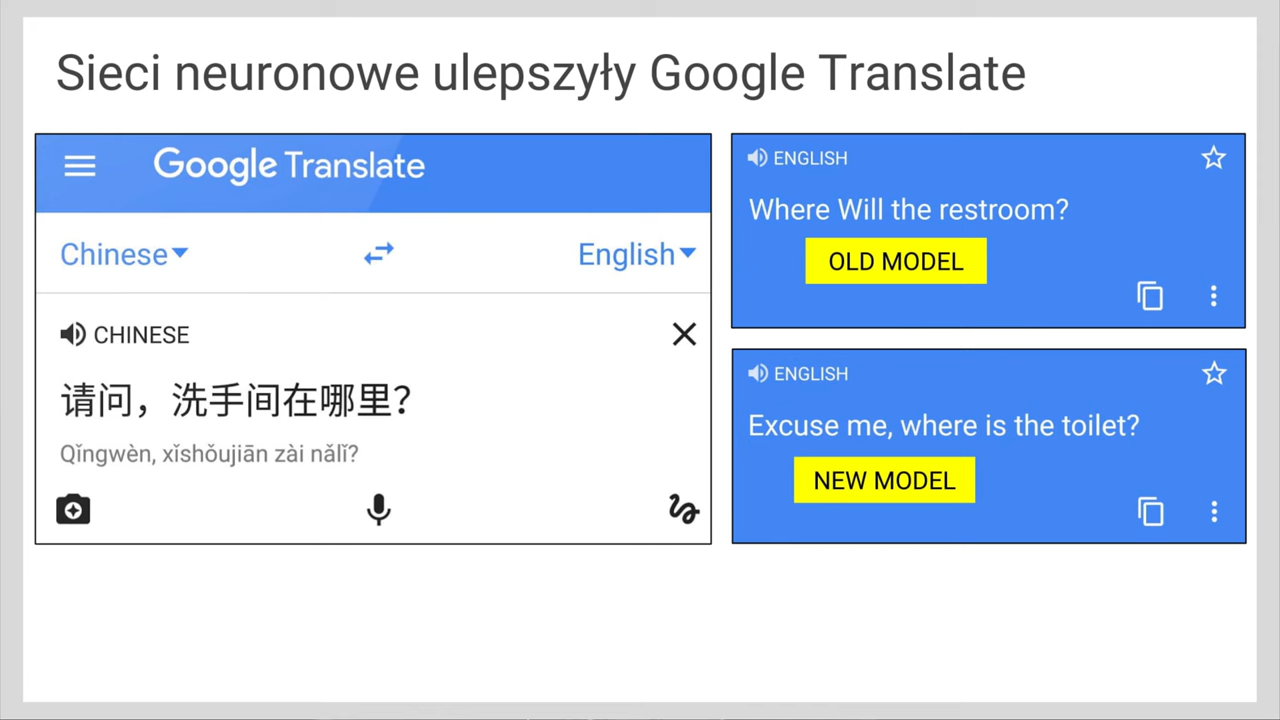 Sieci neuronowe ulepszyły Google Translate
Google Translate
Chinese
English
CHINESE
请问，洗手间在哪里？
Qǐngwèn, xǐshǒujiān zài nǎlǐ?
ENGLISH
Where Will the restroom?
OLD MODEL
ENGLISH
Excuse me, where is the toilet?
NEW MODEL